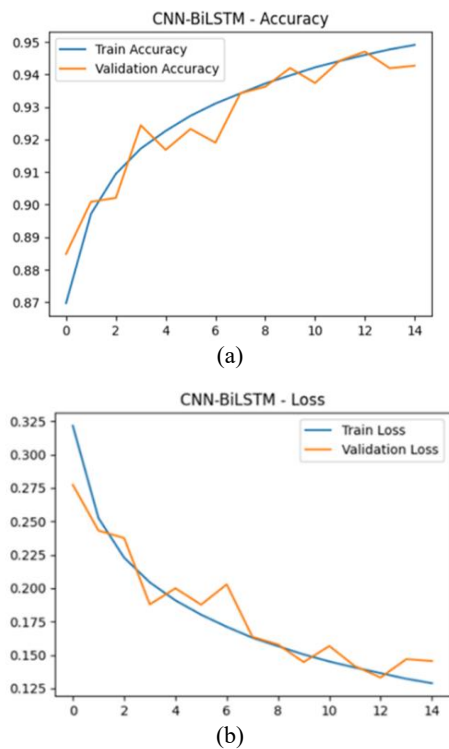 CNN-BiLSTM - Accuracy
Train Accuracy
Validation Accuracy
0.95
0.94
0.93
0.92
0.91
0.90
0.89
0.88
0.87
0 2 4 6 8 10 12 14
(a)
CNN-BiLSTM - Loss
Train Loss
Validation Loss
0.325
0.300
0.275
0.250
0.225
0.200
0.175
0.150
0.125
0 2 4 6 8 10 12 14
(b)